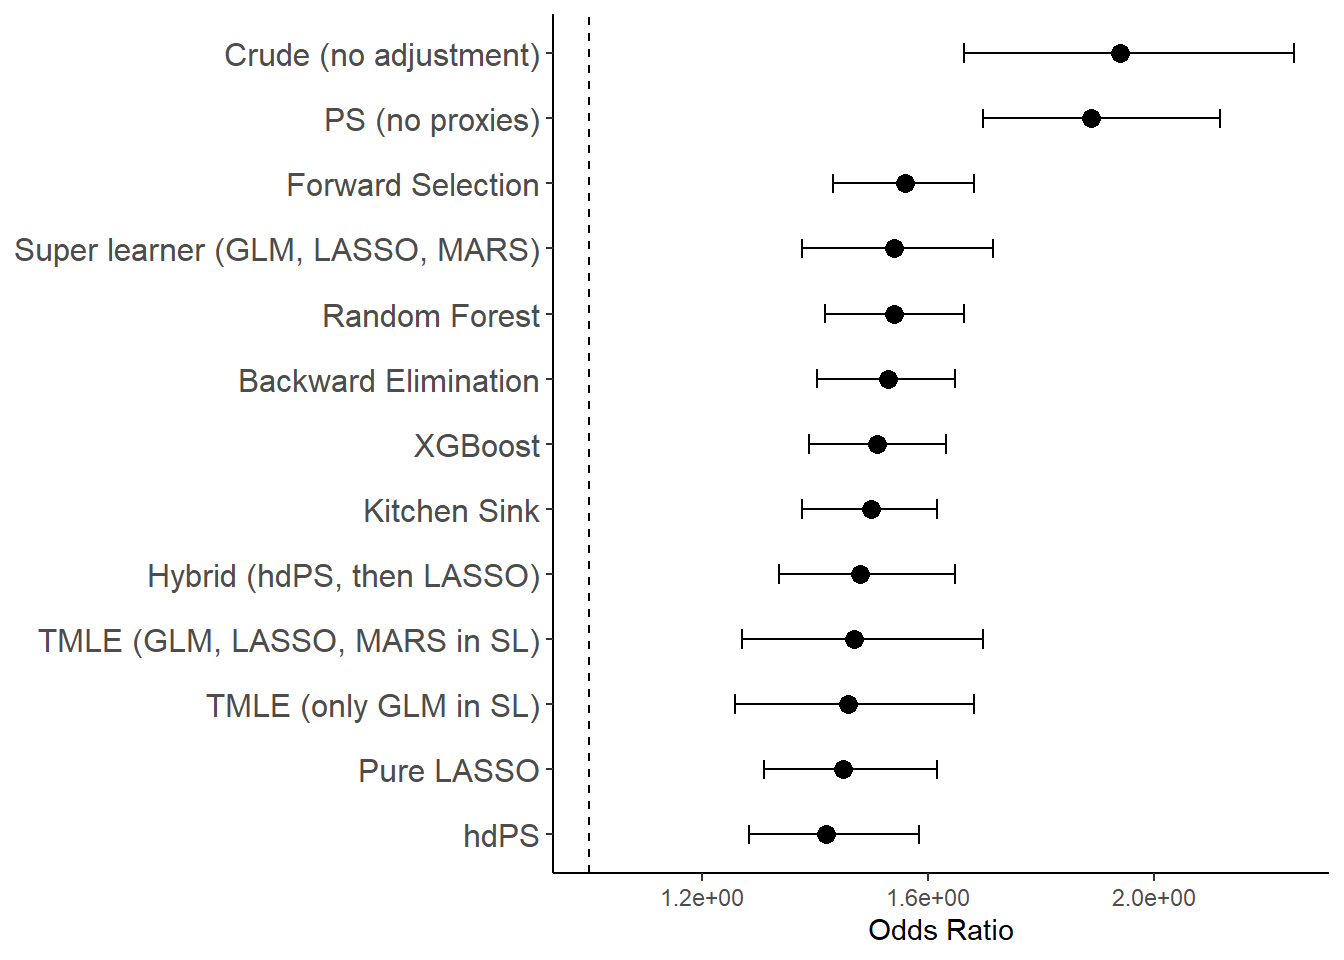 Crude (no adjustment)
PS (no proxies)
Forward Selection
Super learner (GLM, LASSO, MARS)
Random Forest
Backward Elimination
XGBoost
Kitchen Sink
Hybrid (hdPS, then LASSO)
TMLE (GLM, LASSO, MARS in SL)
TMLE (only GLM in SL)
Pure LASSO
hdPS
1.2e+00 1.6e+00 2.0e+00
Odds Ratio